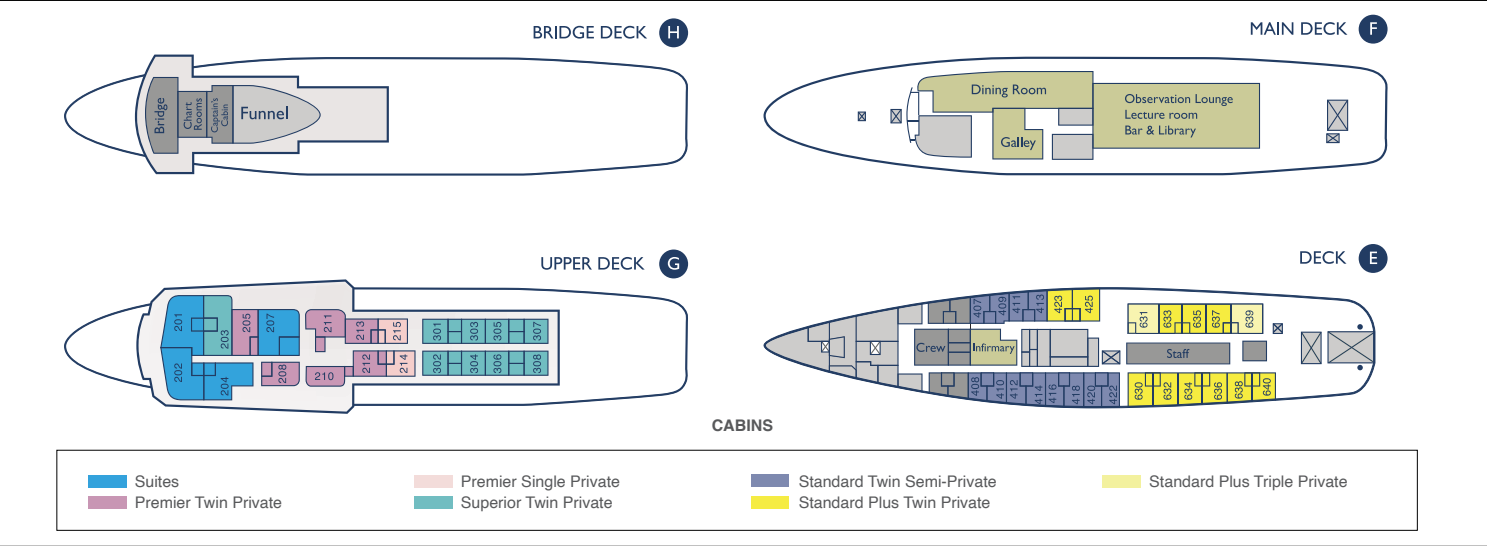 BRIDGE DECK H
Bridge
Chart
Rooms
Captain's
Cabin
Funnel
MAIN DECK F
Dining Room
Galley
Observation Lounge
Lecture room
Bar & Library
UPPER DECK G
201
203
205
207
211
213
215
301
303
305
307
202
204
208
210
212
214
302
304
306
308
DECK E
407
409
411
413
423
425
631
633
635
637
639
Crew
Infirmary
Staff
408
410
412
414
416
418
420
422
630
632
634
636
638
640
CABINS
Suites
Premier Twin Private
Premier Single Private
Superior Twin Private
Standard Twin Semi-Private
Standard Plus Twin Private
Standard Plus Triple Private